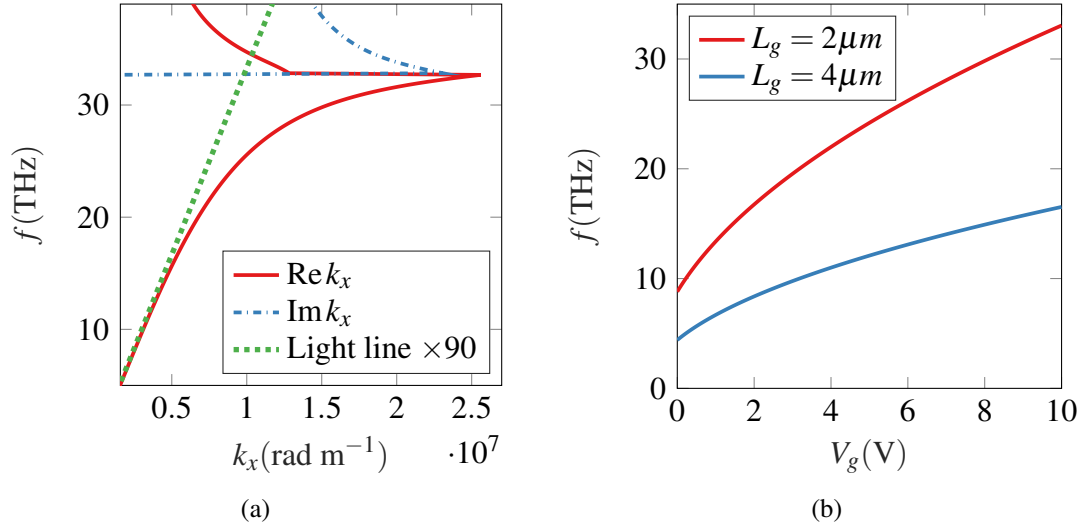 30
20
10
f(THz)
0.5
1
1.5
2
2.5
k_x(rad m⁻¹)
·10⁷
Re k_x
Im k_x
Light line ×90
(a)
30
20
10
0
f(THz)
0
2
4
6
8
10
V_g(V)
L_g = 2μm
L_g = 4μm
(b)